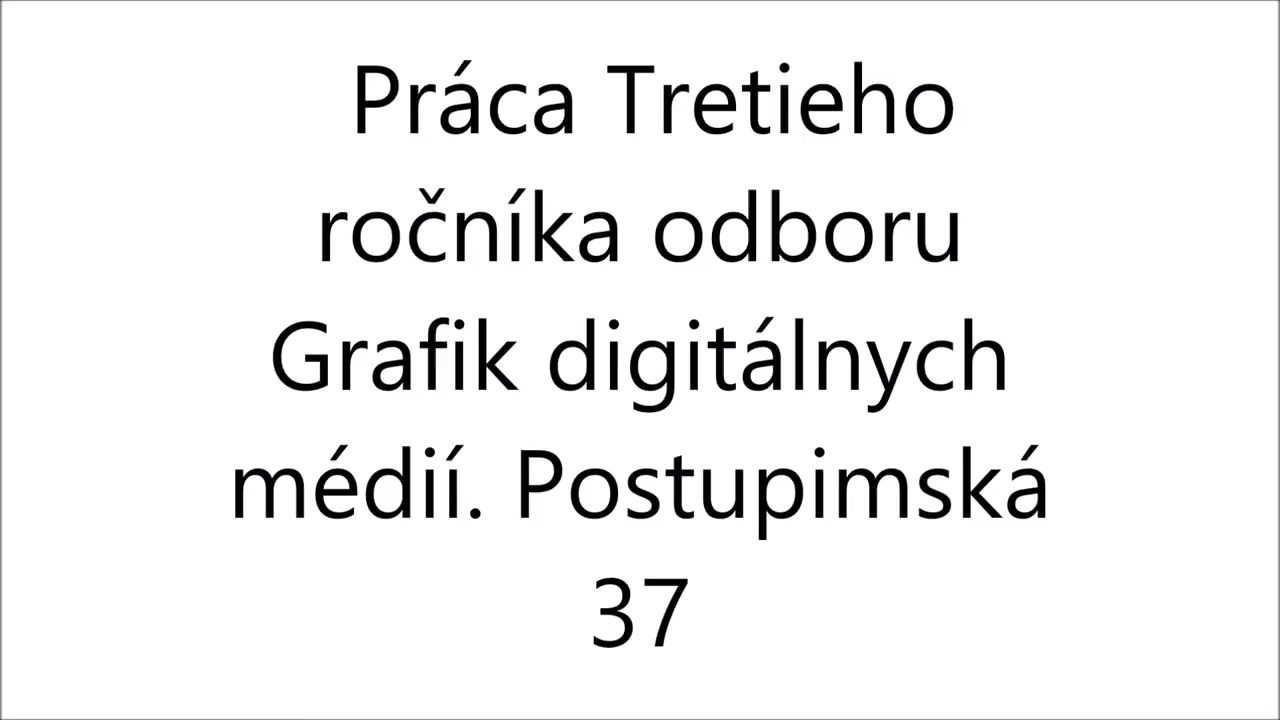 Práca Tretieho
ročníka odboru
Grafik digitálnych
médií. Postupimská
37